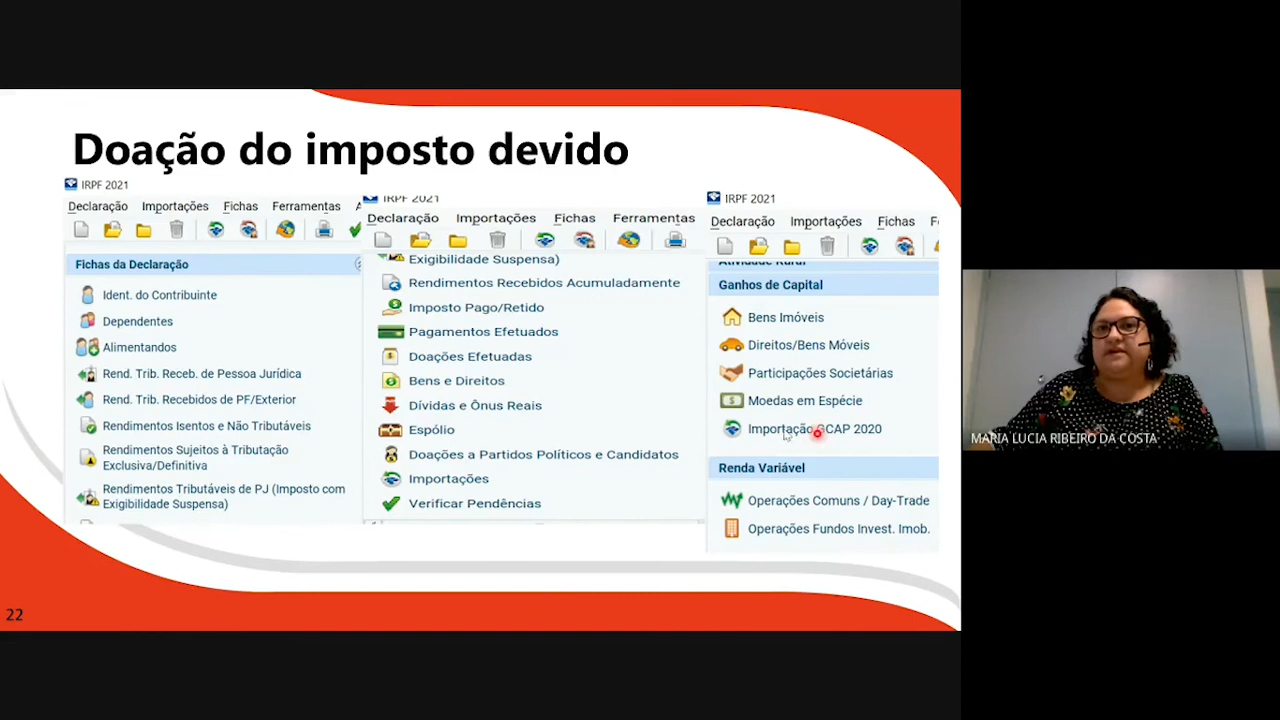 Doação do imposto devido
IRPF 2021
Declaração Importações Fichas Ferramentas A
Fichas da Declaração
Ident. do Contribuinte
Dependentes
Alimentandos
Rend. Trib. Receb. de Pessoa Jurídica
Rend. Trib. Recebidos de PF/Exterior
Rendimentos Isentos e Não Tributáveis
Rendimentos Sujeitos à Tributação
Exclusiva/Definitiva
Rendimentos Tributáveis de PJ (Imposto com
Exigibilidade Suspensa)
IRPF 2021
Declaração Importações Fichas Ferramentas
Exigibilidade Suspensa)
Rendimentos Recebidos Acumuladamente
Imposto Pago/Retido
Pagamentos Efetuados
Doações Efetuadas
Bens e Direitos
Dívidas e Ônus Reais
Espólio
Doações a Partidos Políticos e Candidatos
Importações
Verificar Pendências
IRPF 2021
Declaração Importações Fichas F
Atividade Rural
Ganhos de Capital
Bens Imóveis
Direitos/Bens Móveis
Participações Societárias
Moedas em Espécie
Importação GCAP 2020
Renda Variável
Operações Comuns / Day-Trade
Operações Fundos Invest. Imob.
22
MARIA LUCIA RIBEIRO DA COSTA